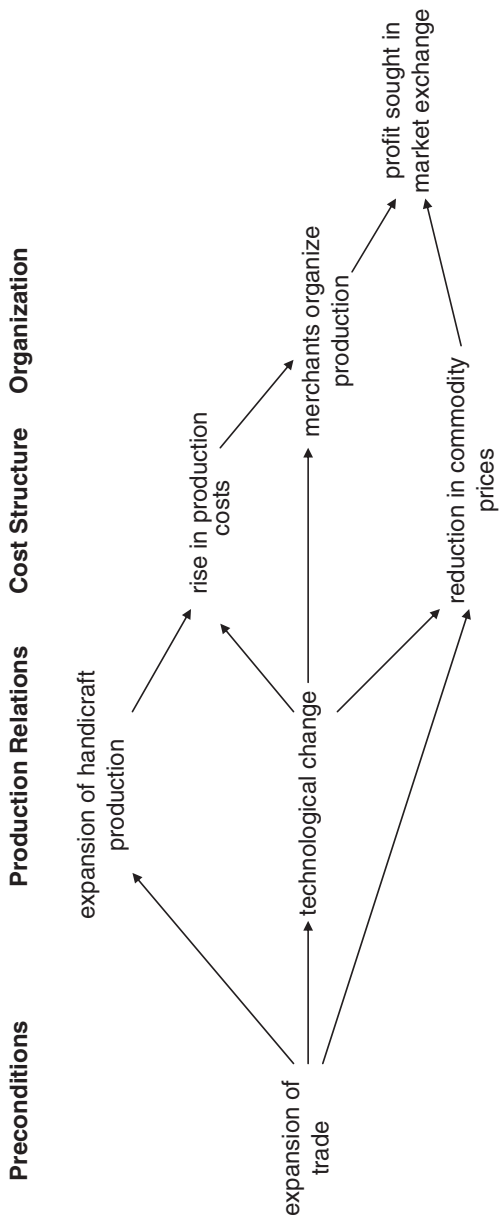 Preconditions
Production Relations
Cost Structure
Organization
expansion of handicraft
production
rise in production
costs
expansion of
trade
technological change
merchants organize
production
profit sought in
market exchange
reduction in commodity
prices